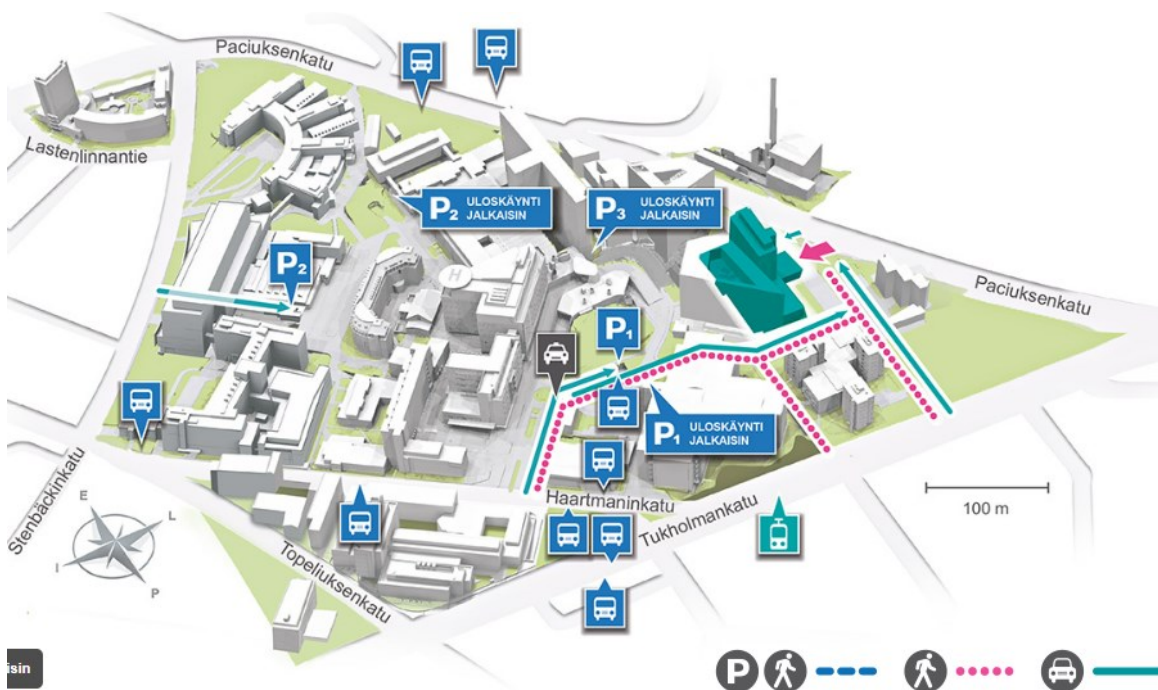 Paciuksenkatu
Lastenlinnantie
P2 ULOSKÄYNTI
JALKAISIN
P3 ULOSKÄYNTI
JALKAISIN
P2
H
Paciuksenkatu
P1
P1 ULOSKÄYNTI
JALKAISIN
Stenbäckinkatu
Haartmaninkatu
100 m
Tukholmankatu
E
L
I
P
Topeliuksenkatu
isin
P